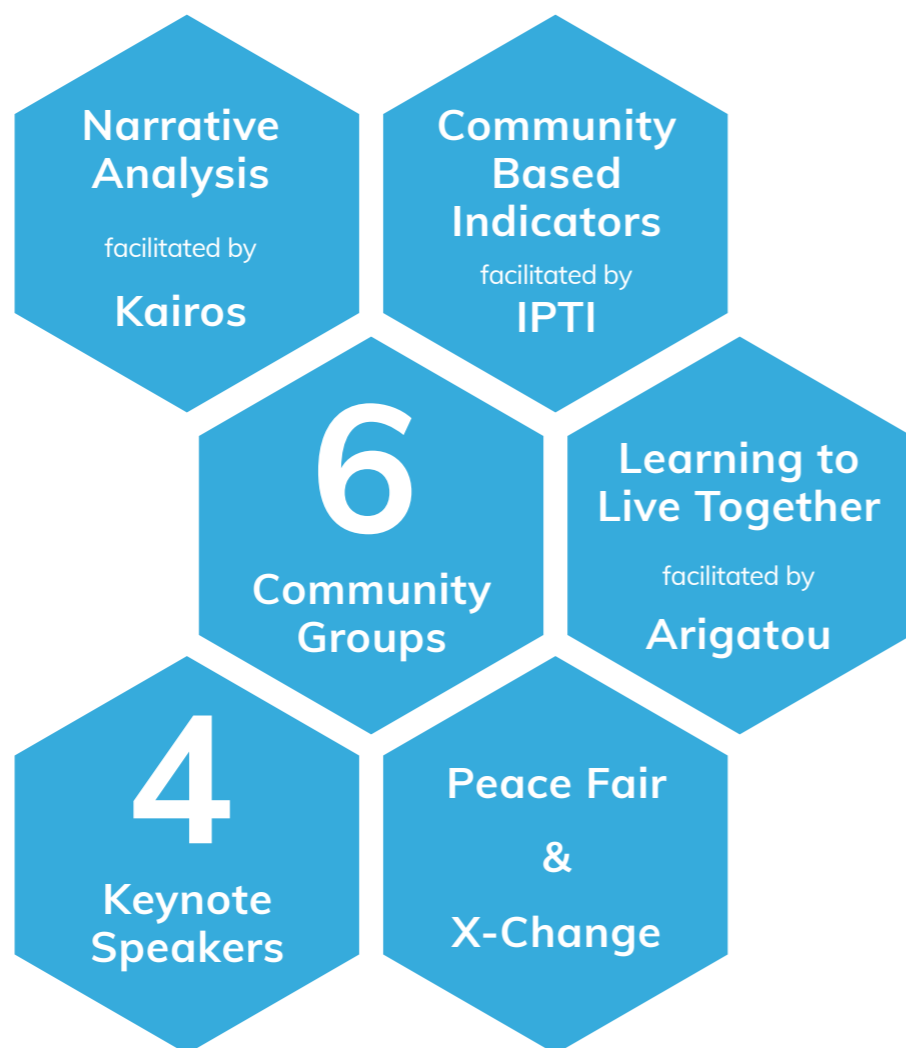 Narrative
Analysis
facilitated by
Kairos
Community
Based
Indicators
facilitated by
IPTI
6
Community
Groups
Learning to
Live Together
facilitated by
Arigatou
4
Keynote
Speakers
Peace Fair
&
X-Change